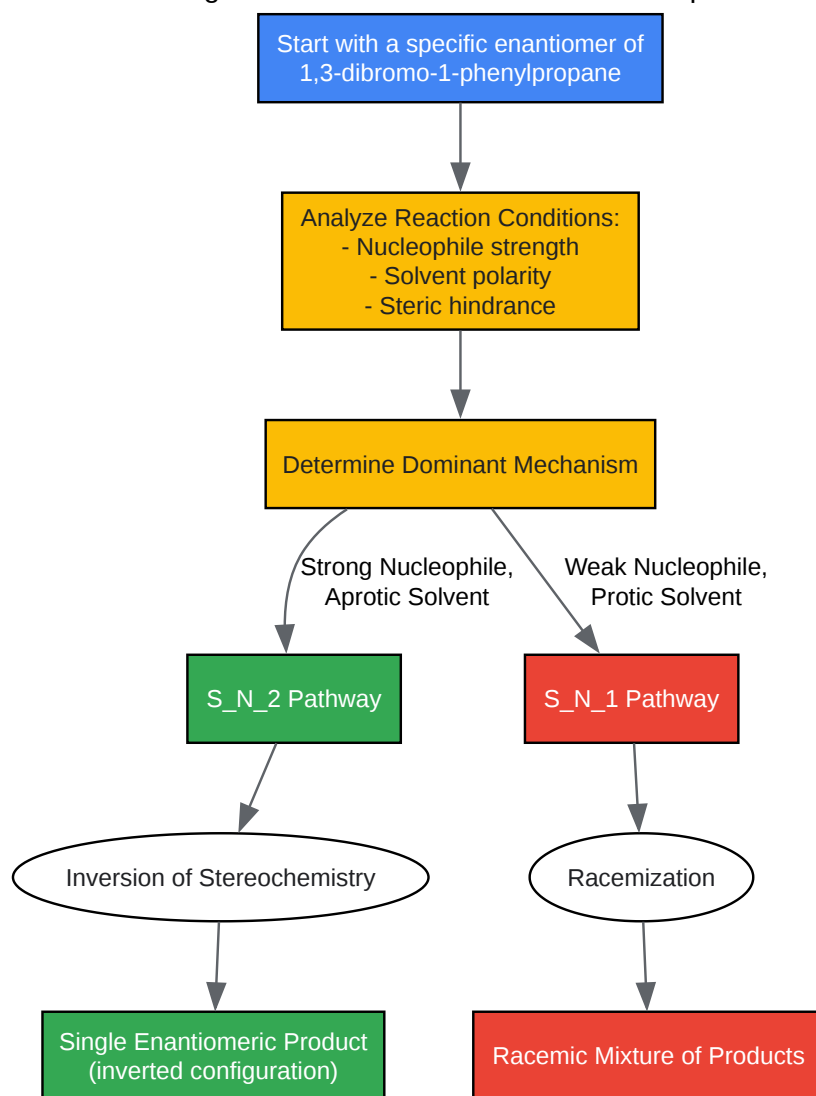 Start with a specific enantiomer of
1,3-dibromo-1-phenylpropane
Analyze Reaction Conditions:
- Nucleophile strength
- Solvent polarity
- Steric hindrance
Determine Dominant Mechanism
Strong Nucleophile,
Aprotic Solvent
Weak Nucleophile,
Protic Solvent
S_N_2 Pathway
S_N_1 Pathway
Inversion of Stereochemistry
Racemization
Single Enantiomeric Product
(inverted configuration)
Racemic Mixture of Products